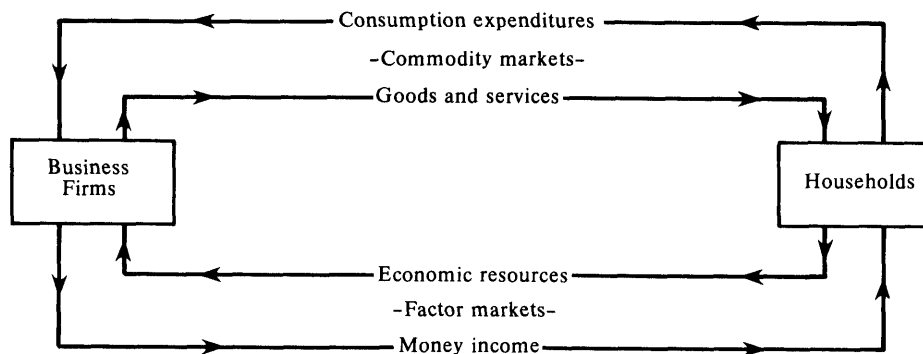 Consumption expenditures
-Commodity markets-
Goods and services
Business
Firms
Households
Economic resources
-Factor markets-
Money income